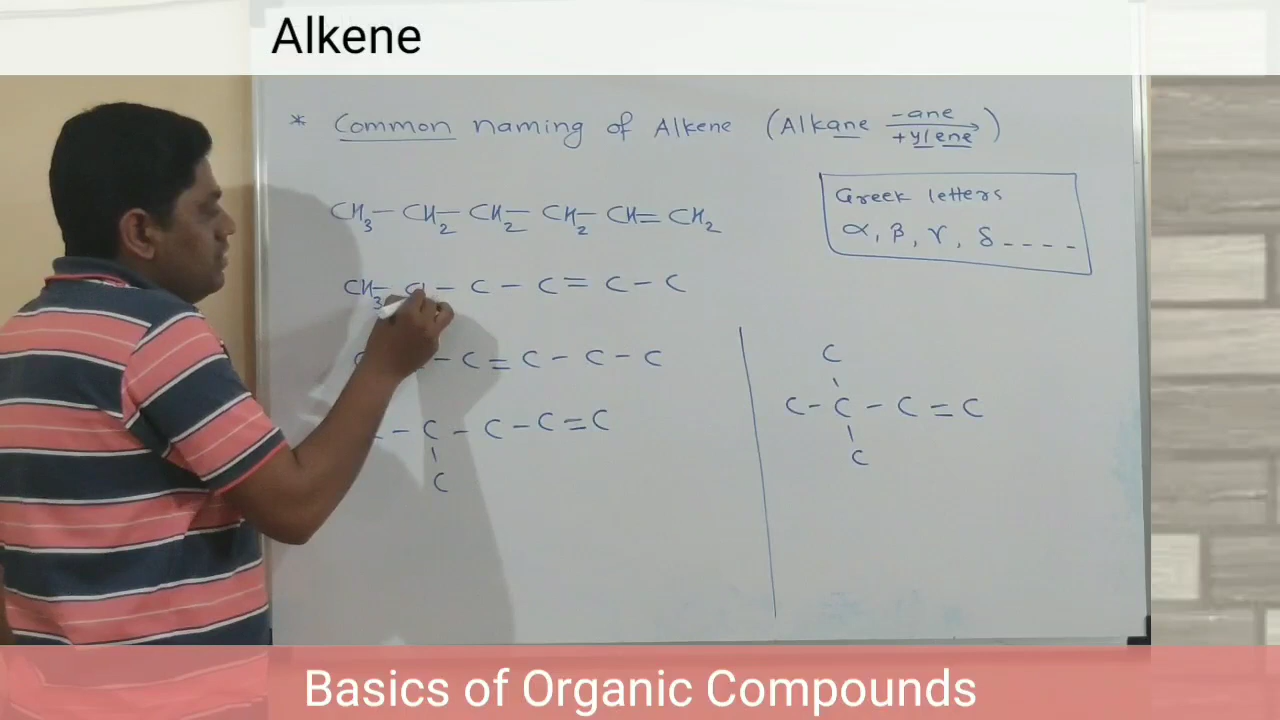 Alkene
* Common naming of Alkene (Alkane -ane +ylene)
Greek letters
α, β, γ, δ ----
CH3 - CH2 - CH2 - CH2 - CH = CH2
CH3 - C - C = C - C
- C = C - C - C
C
C - C - C = C
C
- C - C - C = C
C
Basics of Organic Compounds